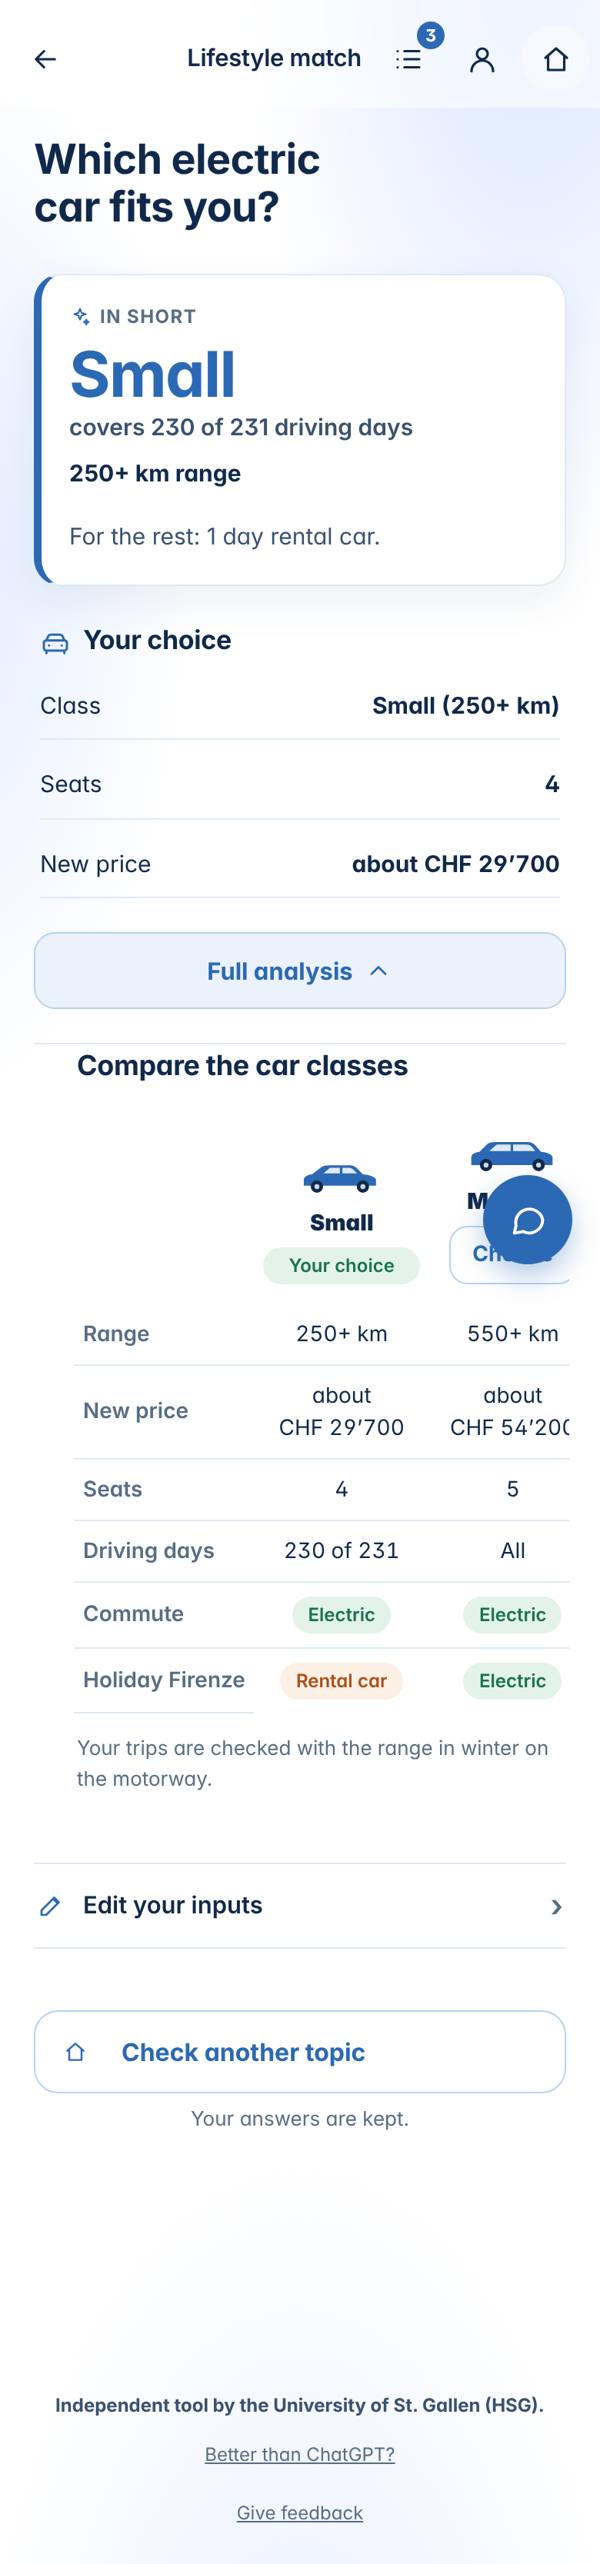 Lifestyle match
3
Which electric
car fits you?
IN SHORT
Small
covers 230 of 231 driving days
250+ km range
For the rest: 1 day rental car.
Your choice
Class Small (250+ km)
Seats 4
New price about CHF 29’700
Full analysis
Compare the car classes
Small
Your choice
Range 250+ km 550+ km
about about
New price
CHF 29’700 CHF 54’200
Seats 4 5
Driving days 230 of 231 All
Commute Electric Electric
Holiday Firenze Rental car Electric
Your trips are checked with the range in winter on
the motorway.
Edit your inputs
Check another topic
Your answers are kept.
Independent tool by the University of St. Gallen (HSG).
Better than ChatGPT?
Give feedback